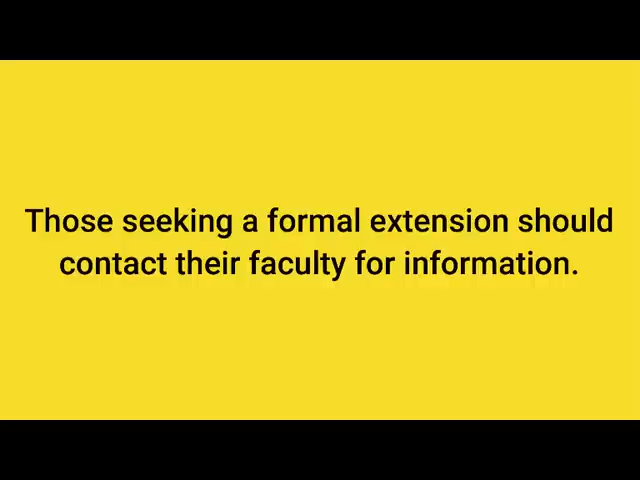 Those seeking a formal extension should
contact their faculty for information.